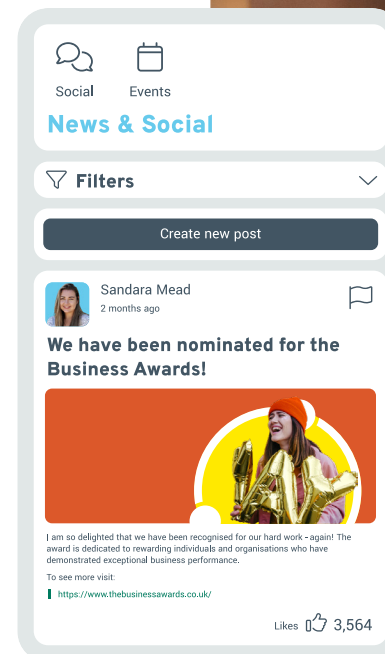 Social
Events
News & Social
Filters
Create new post
Sandara Mead
2 months ago
We have been nominated for the
Business Awards!
I am so delighted that we have been recognised for our hard work – again! The
award is dedicated to rewarding individuals and organisations who have
demonstrated exceptional business performance.
To see more visit:
https://www.thebusinessawards.co.uk/
Likes 3,564